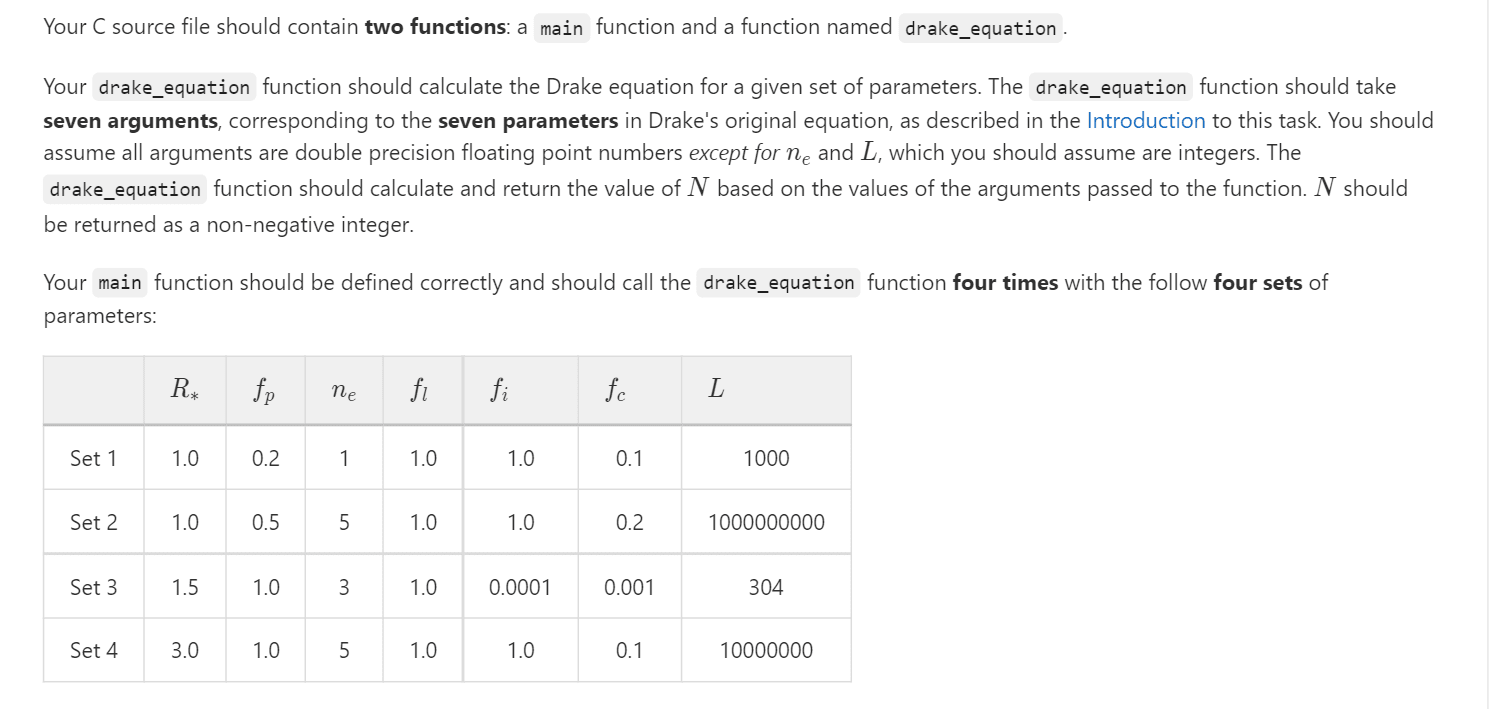 Your C source file should contain two functions: a main function and a function named drake_equation.
Your drake_equation function should calculate the Drake equation for a given set of parameters. The drake_equation function should take
seven arguments, corresponding to the seven parameters in Drake's original equation, as described in the Introduction to this task. You should
assume all arguments are double precision floating point numbers except for nₑ and L, which you should assume are integers. The
drake_equation function should calculate and return the value of N based on the values of the arguments passed to the function. N should
be returned as a non-negative integer.
Your main function should be defined correctly and should call the drake_equation function four times with the follow four sets of
parameters:
R* fp ne fl fi fc L
Set 1 1.0 0.2 1 1.0 1.0 0.1 1000
Set 2 1.0 0.5 5 1.0 1.0 0.2 1000000000
Set 3 1.5 1.0 3 1.0 0.0001 0.001 304
Set 4 3.0 1.0 5 1.0 1.0 0.1 10000000